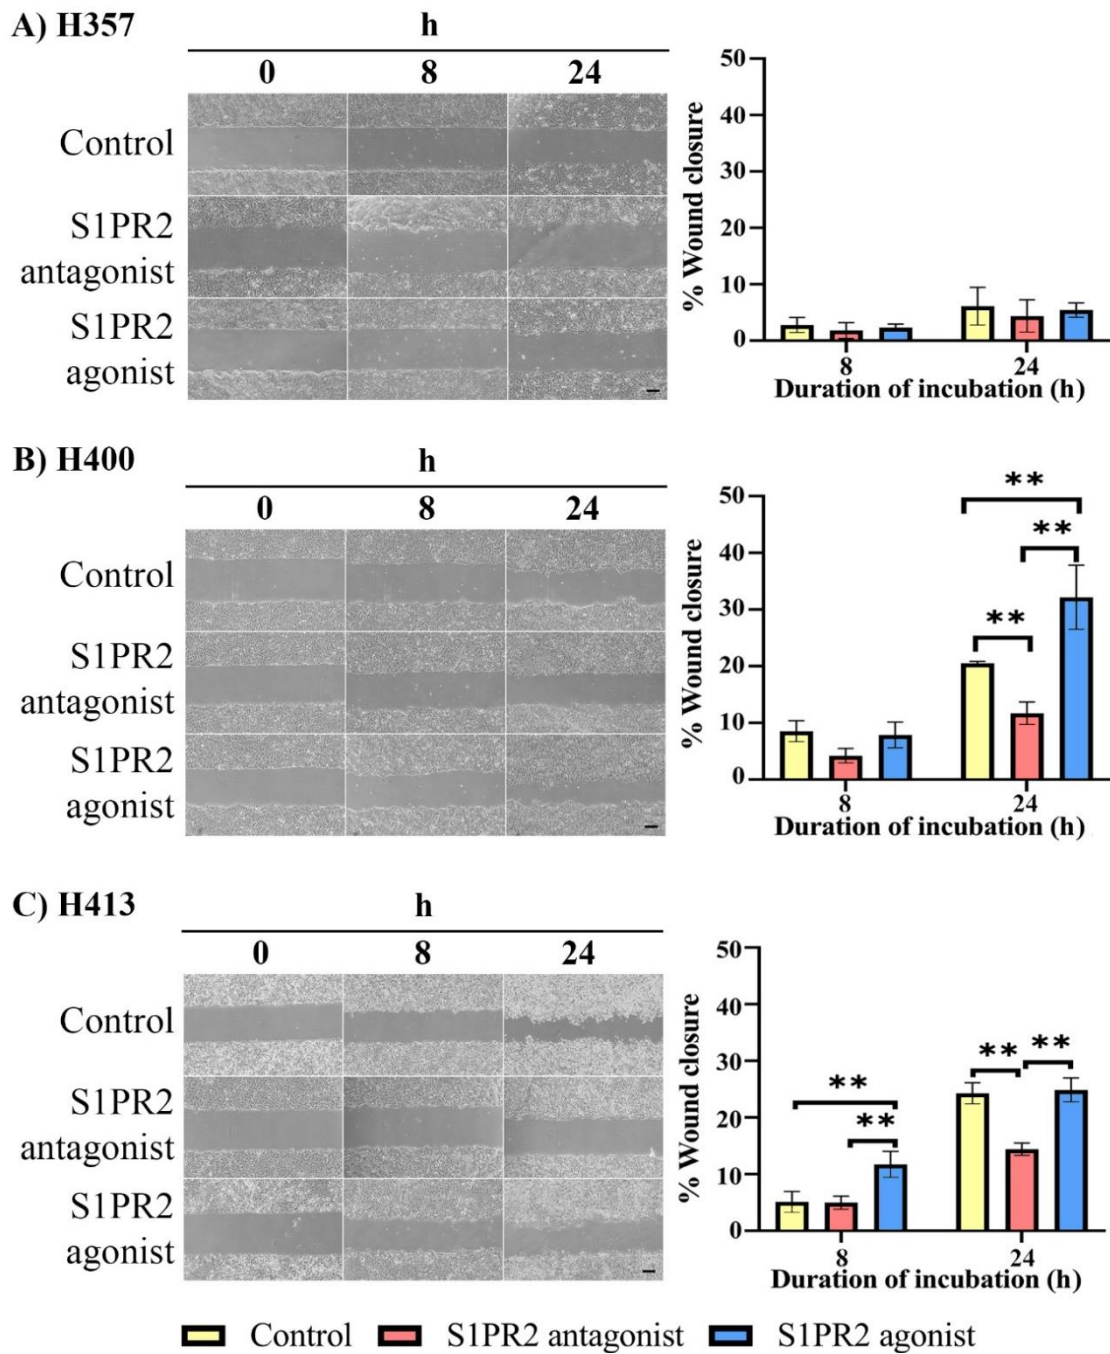 A) H357
h
0 8 24
Control
S1PR2
antagonist
S1PR2
agonist
% Wound closure
50
40
30
20
10
0
8 24
Duration of incubation (h)
B) H400
h
0 8 24
Control
S1PR2
antagonist
S1PR2
agonist
% Wound closure
50
40
30
20
10
0
** 
**
**
8 24
Duration of incubation (h)
C) H413
h
0 8 24
Control
S1PR2
antagonist
S1PR2
agonist
% Wound closure
50
40
30
20
10
0
** **
**
**
8 24
Duration of incubation (h)
Control S1PR2 antagonist S1PR2 agonist